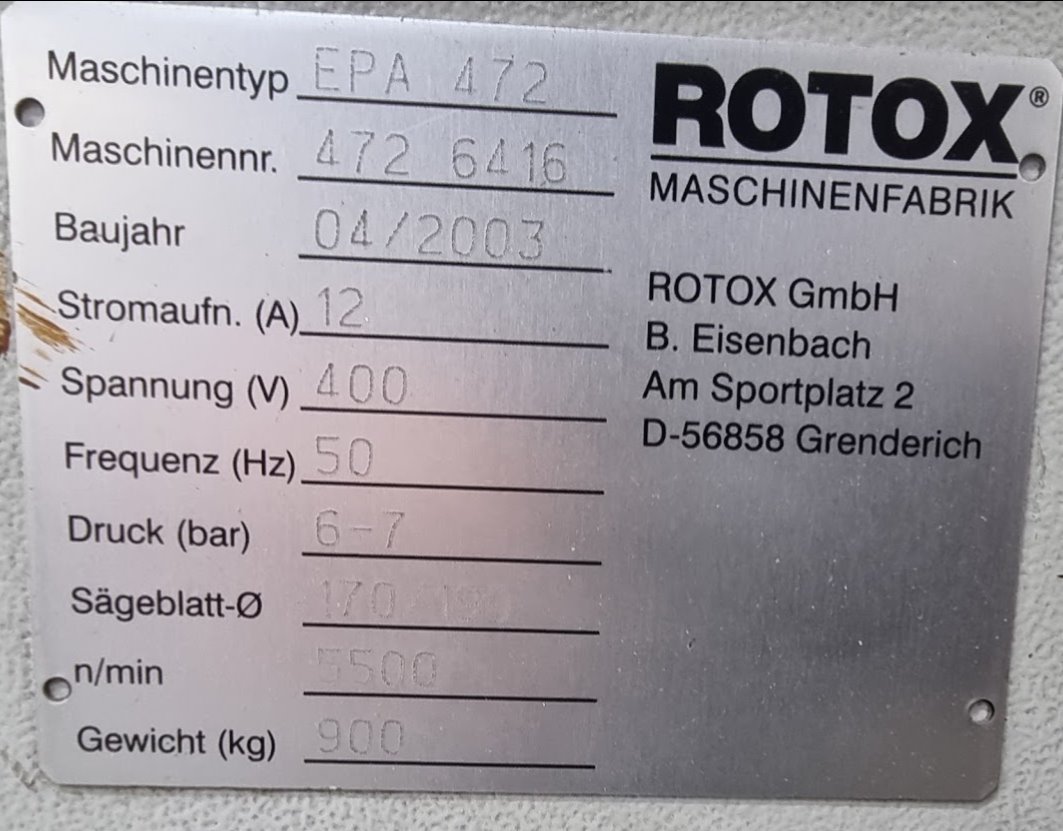 Maschinentyp EPA 472
Maschinennr. 472 6416
Baujahr 04/2003
Stromaufn. (A) 12
Spannung (V) 400
Frequenz (Hz) 50
Druck (bar) 6-7
Sägeblatt-Ø 170
n/min 5500
Gewicht (kg) 900
ROTOX®
MASCHINENFABRIK
ROTOX GmbH
B. Eisenbach
Am Sportplatz 2
D-56858 Grenderich